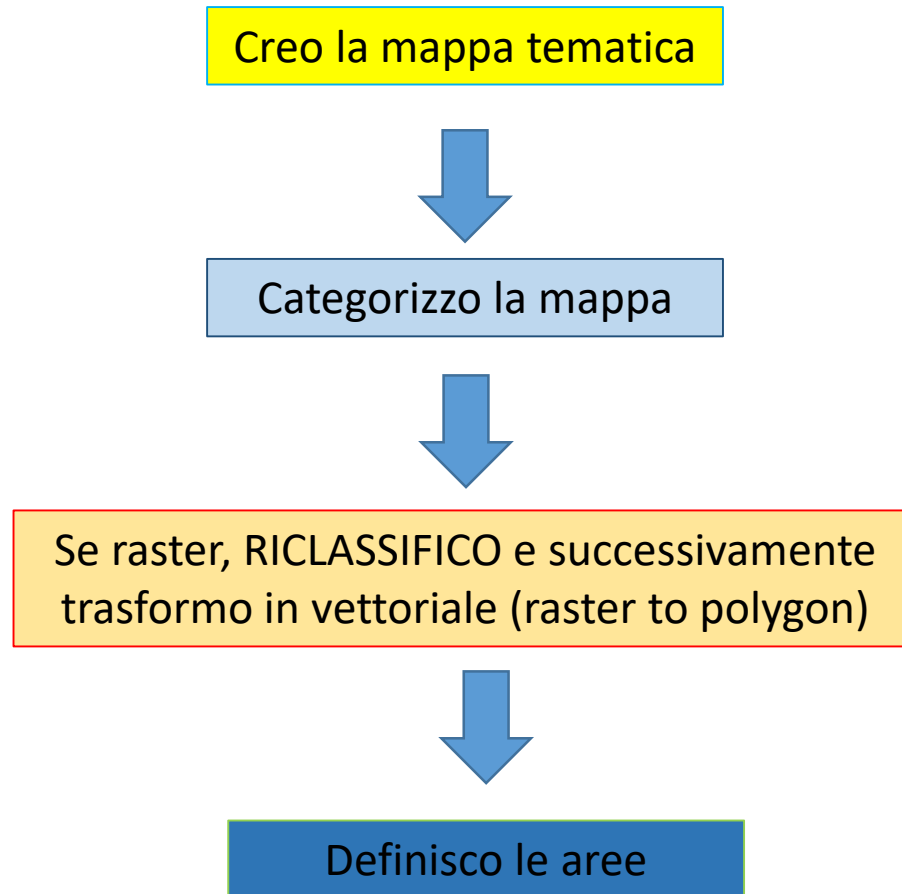 Creo la mappa tematica
Categorizzo la mappa
Se raster, RICLASSIFICO e successivamente
trasformo in vettoriale (raster to polygon)
Definisco le aree